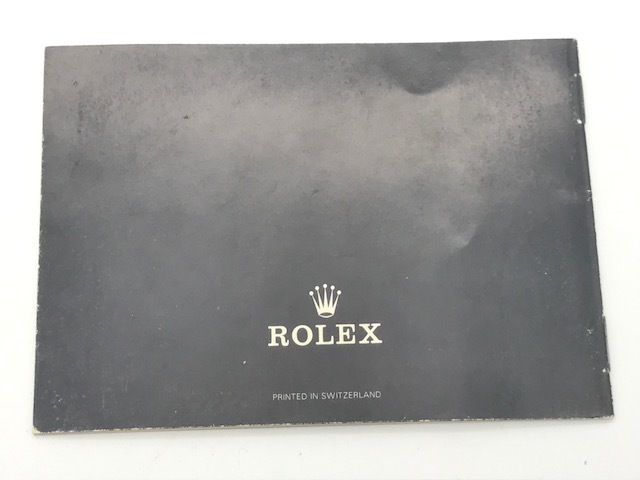 ROLEX
PRINTED IN SWITZERLAND